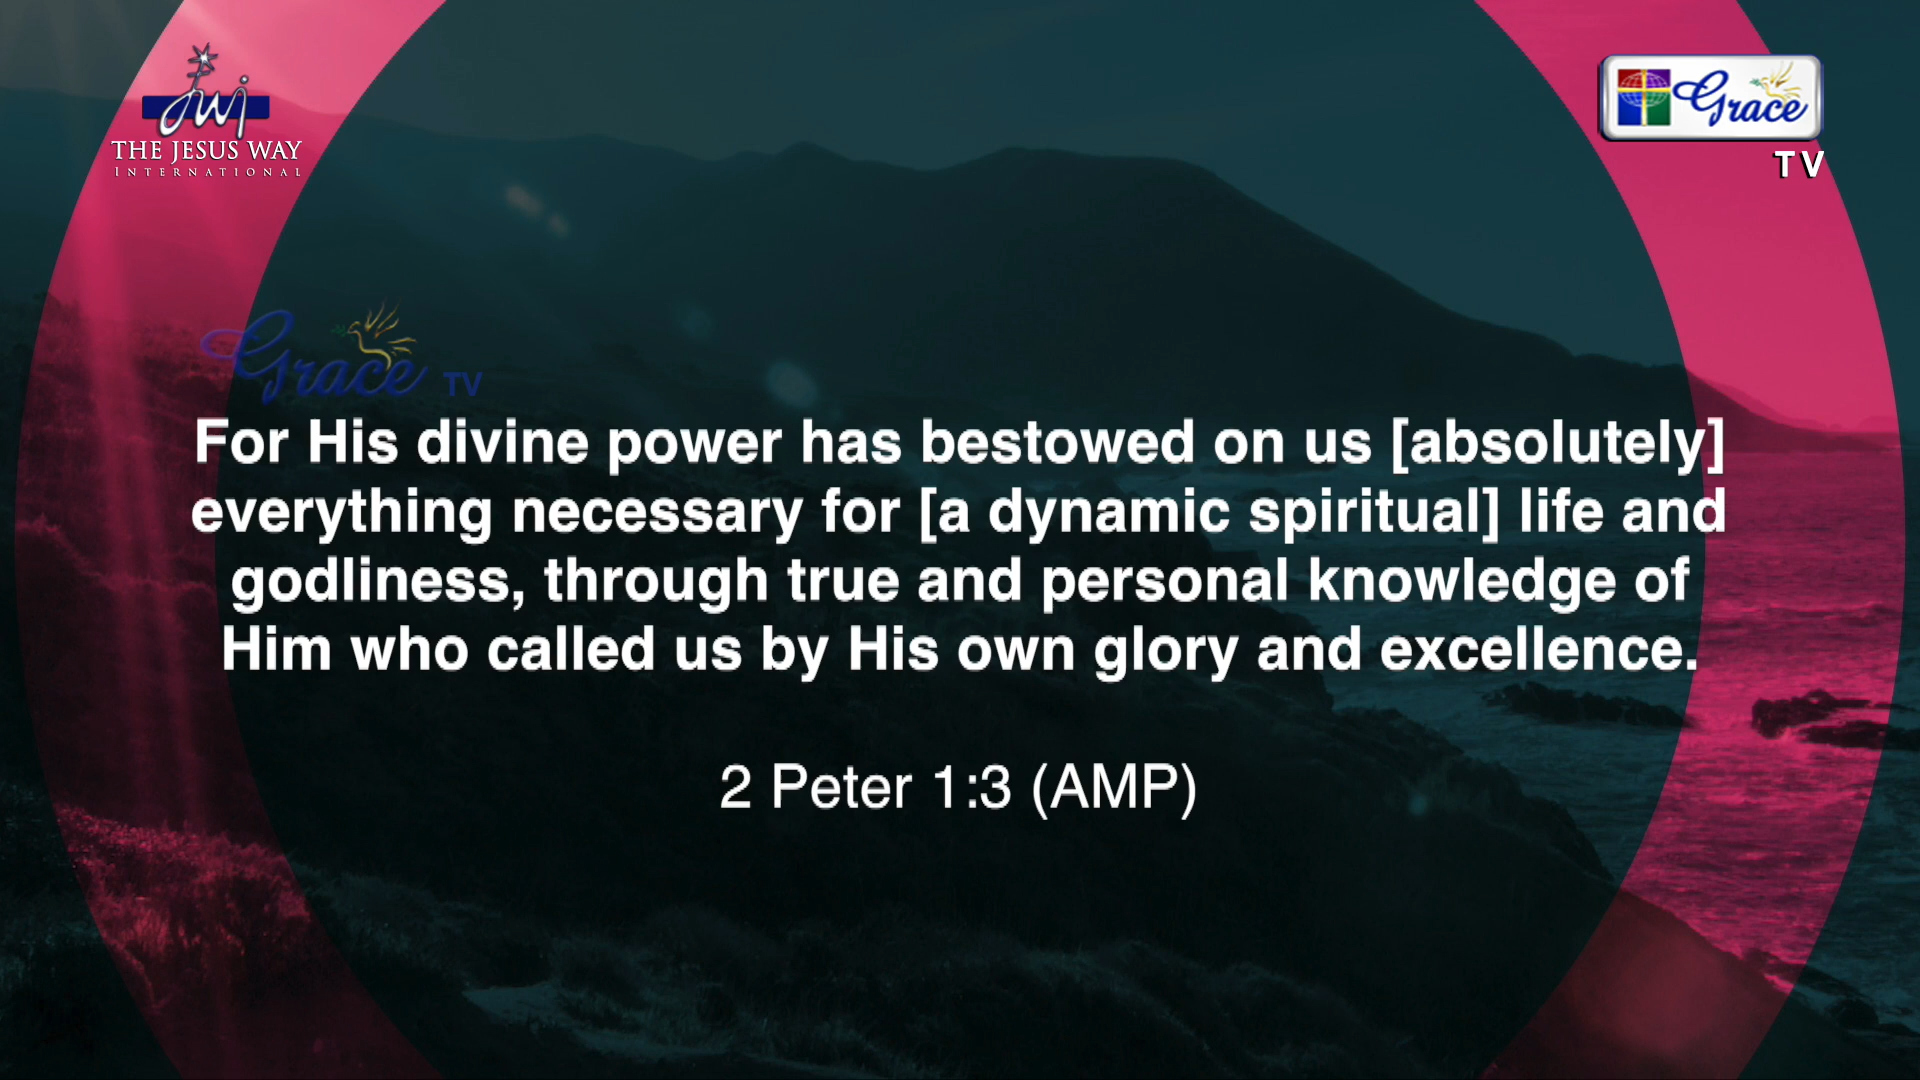 jwi
THE JESUS WAY
INTERNATIONAL
Grace
TV
Grace TV
For His divine power has bestowed on us [absolutely]
everything necessary for [a dynamic spiritual] life and
godliness, through true and personal knowledge of
Him who called us by His own glory and excellence.
2 Peter 1:3 (AMP)